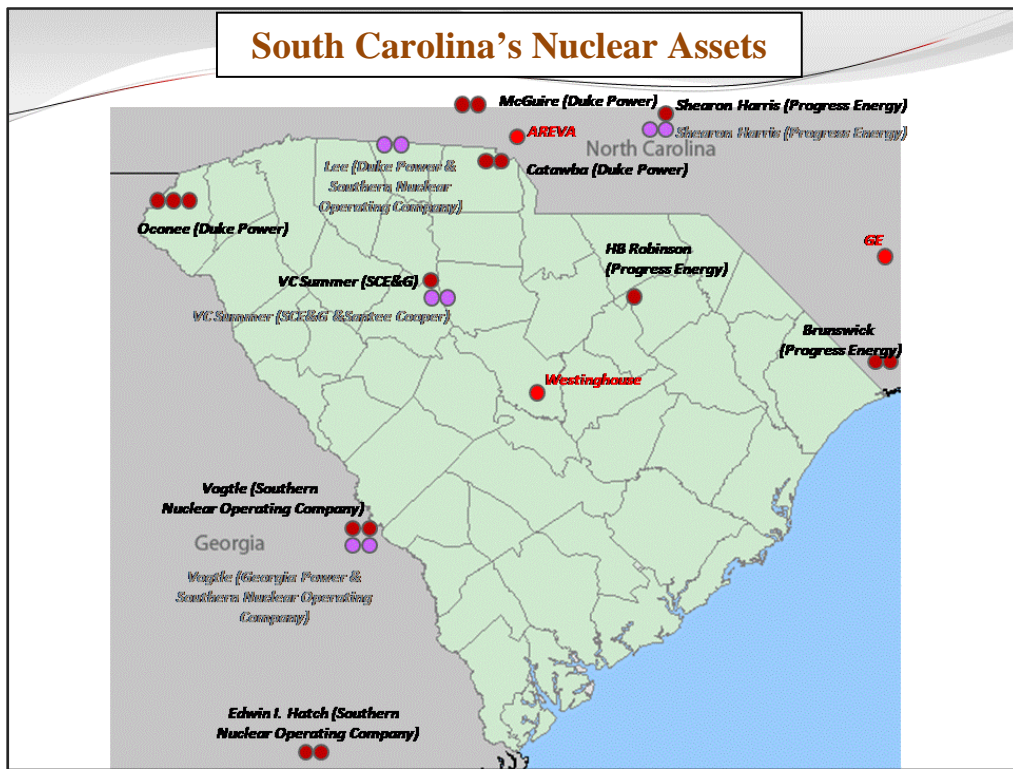 South Carolina's Nuclear Assets
McGuire (Duke Power)
Shearon Harris (Progress Energy)
AREVA
Shearon Harris (Progress Energy)
North Carolina
Lee (Duke Power &
Southern Nuclear
Operating Company)
Catawba (Duke Power)
Oconee (Duke Power)
GE
HB Robinson
(Progress Energy)
VC Summer (SCE&G)
VC Summer (SCE&G &Santee Cooper)
Brunswick
(Progress Energy)
Westinghouse
Vogtle (Southern
Nuclear Operating Company)
Georgia
Vogtle (Georgia Power &
Southern Nuclear Operating
Company)
Edwin I. Hatch (Southern
Nuclear Operating Company)